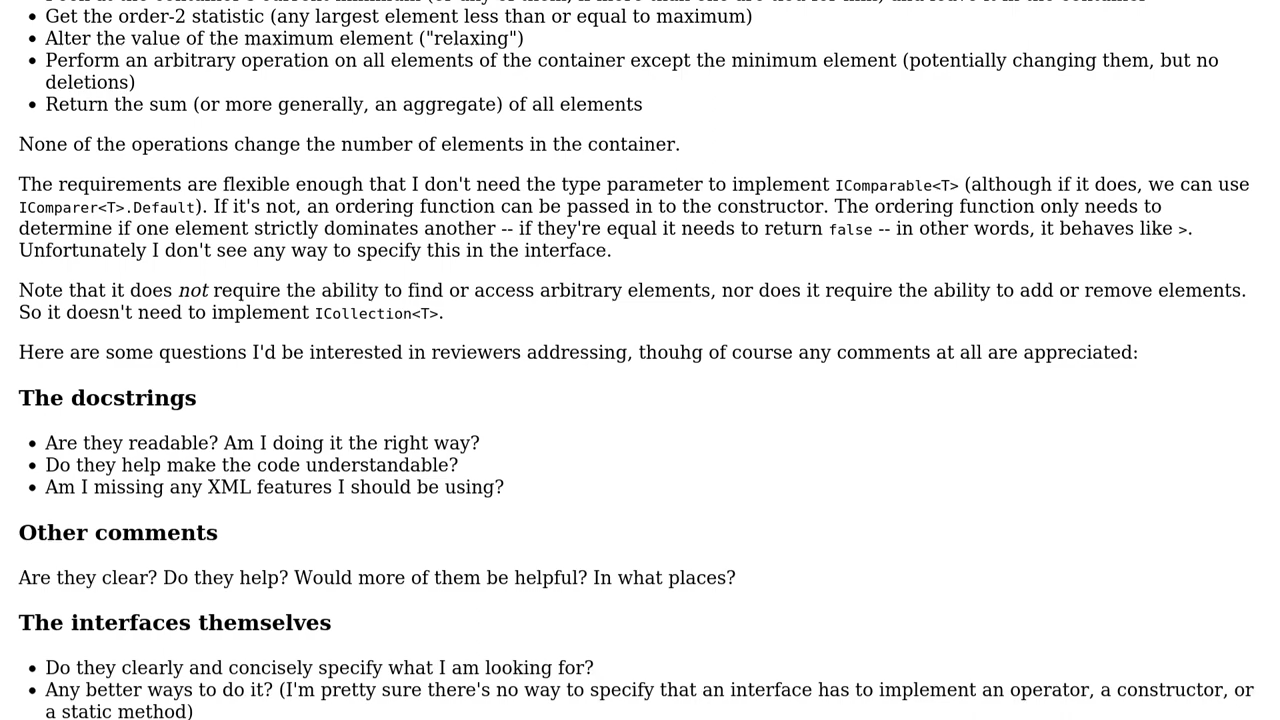 Get the order-2 statistic (any largest element less than or equal to maximum)
Alter the value of the maximum element ("relaxing")
Perform an arbitrary operation on all elements of the container except the minimum element (potentially changing them, but no
deletions)
Return the sum (or more generally, an aggregate) of all elements
None of the operations change the number of elements in the container.
The requirements are flexible enough that I don't need the type parameter to implement IComparable<T> (although if it does, we can use
IComparer<T>.Default). If it's not, an ordering function can be passed in to the constructor. The ordering function only needs to
determine if one element strictly dominates another -- if they're equal it needs to return false -- in other words, it behaves like >.
Unfortunately I don't see any way to specify this in the interface.
Note that it does not require the ability to find or access arbitrary elements, nor does it require the ability to add or remove elements.
So it doesn't need to implement ICollection<T>.
Here are some questions I'd be interested in reviewers addressing, thouhg of course any comments at all are appreciated:
The docstrings
Are they readable? Am I doing it the right way?
Do they help make the code understandable?
Am I missing any XML features I should be using?
Other comments
Are they clear? Do they help? Would more of them be helpful? In what places?
The interfaces themselves
Do they clearly and concisely specify what I am looking for?
Any better ways to do it? (I'm pretty sure there's no way to specify that an interface has to implement an operator, a constructor, or
a static method)